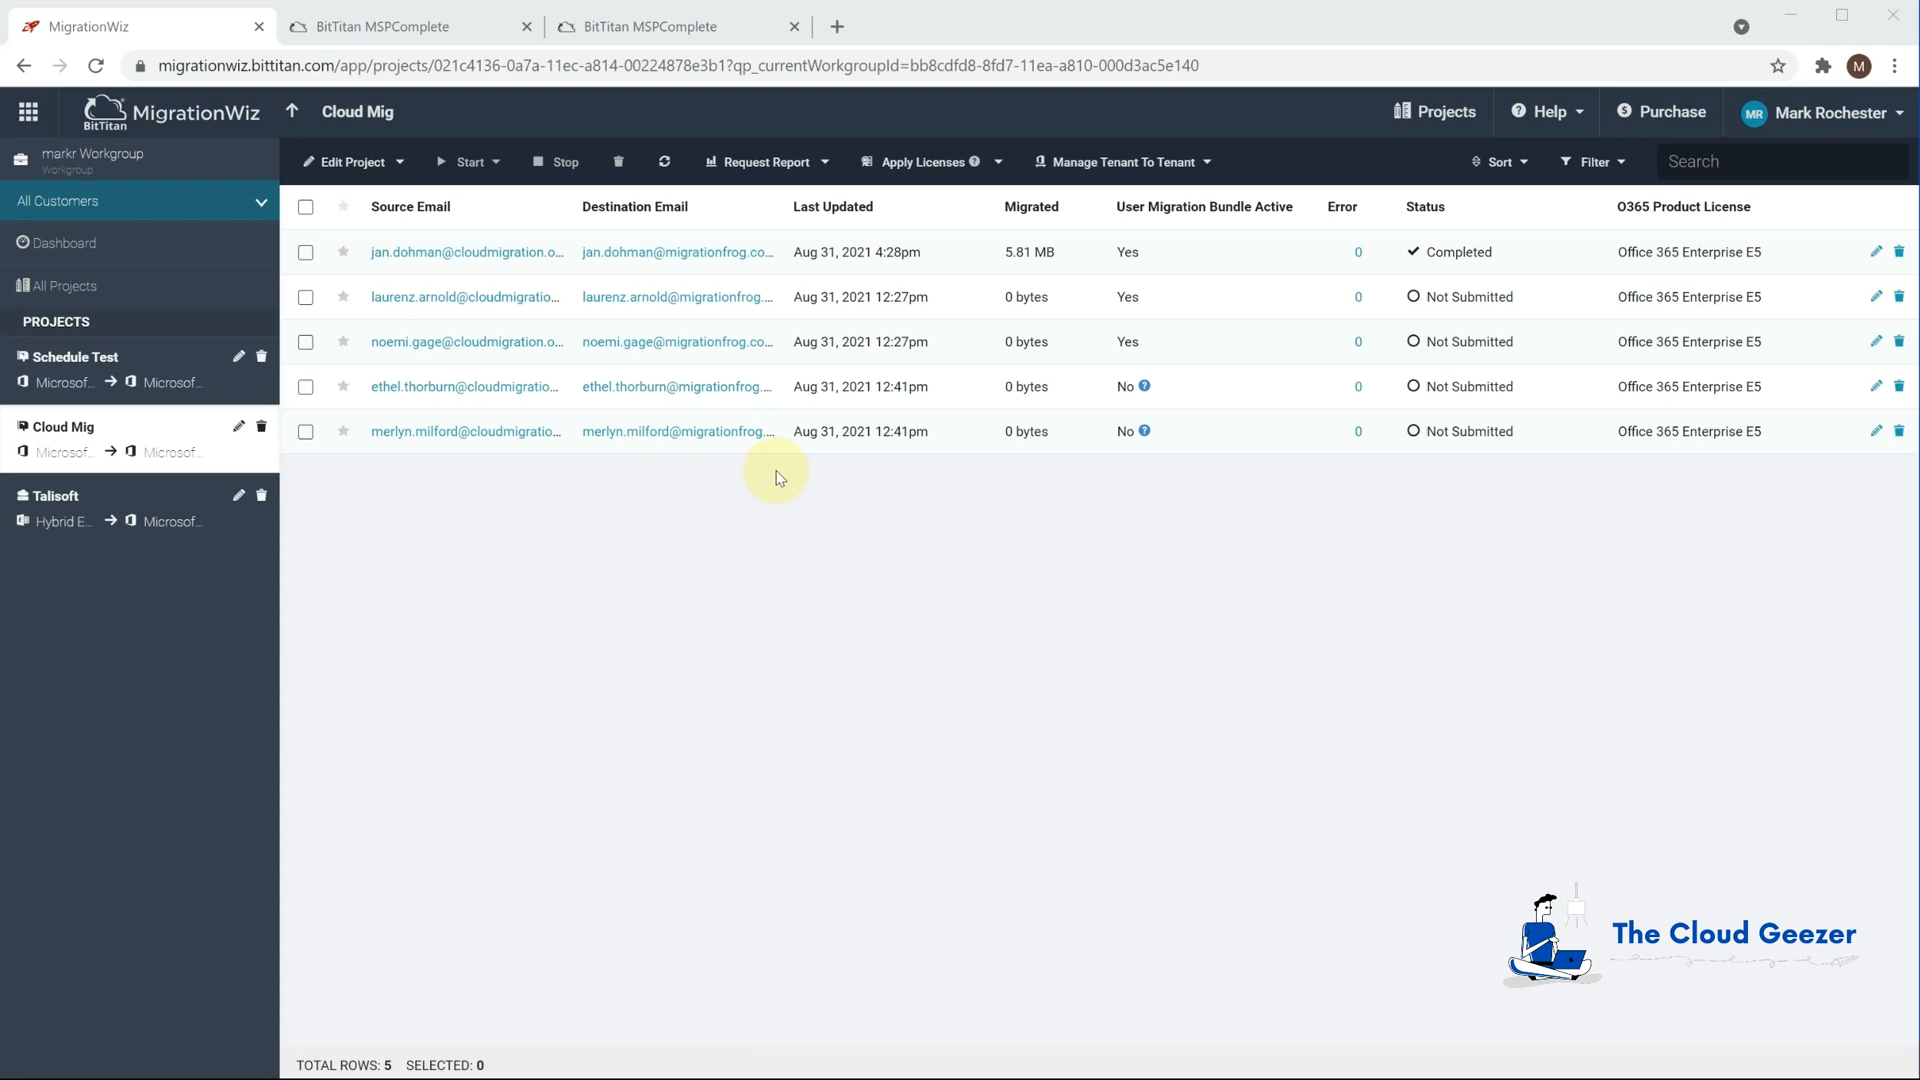 MigrationWiz
BitTitan MSPComplete
BitTitan MSPComplete
migrationwiz.bittitan.com/app/projects/021c4136-0a7a-11ec-a814-00224878e3b1?qp_currentWorkgroupId=bb8cdfd8-8fd7-11ea-a810-000d3ac5e140
M
BitTitan MigrationWiz
Cloud Mig
Projects
Help
Purchase
MR Mark Rochester
markr Workgroup
Workgroup
Edit Project
Start
Stop
Request Report
Apply Licenses
Manage Tenant To Tenant
Sort
Filter
Search
All Customers
Dashboard
All Projects
PROJECTS
Schedule Test
Microsof... Microsof...
Cloud Mig
Microsof... Microsof...
Talisoft
Hybrid E... Microsof...
Source Email Destination Email Last Updated Migrated User Migration Bundle Active Error Status O365 Product License
jan.dohman@cloudmigration.o... jan.dohman@migrationfrog.co... Aug 31, 2021 4:28pm 5.81 MB Yes 0 Completed Office 365 Enterprise E5
laurenz.arnold@cloudmigratio... laurenz.arnold@migrationfrog.... Aug 31, 2021 12:27pm 0 bytes Yes 0 Not Submitted Office 365 Enterprise E5
noemi.gage@cloudmigration.o... noemi.gage@migrationfrog.co... Aug 31, 2021 12:27pm 0 bytes Yes 0 Not Submitted Office 365 Enterprise E5
ethel.thorburn@cloudmigratio... ethel.thorburn@migrationfrog.... Aug 31, 2021 12:41pm 0 bytes No 0 Not Submitted Office 365 Enterprise E5
merlyn.milford@cloudmigratio... merlyn.milford@migrationfrog.... Aug 31, 2021 12:41pm 0 bytes No 0 Not Submitted Office 365 Enterprise E5
The Cloud Geezer
TOTAL ROWS: 5 SELECTED: 0